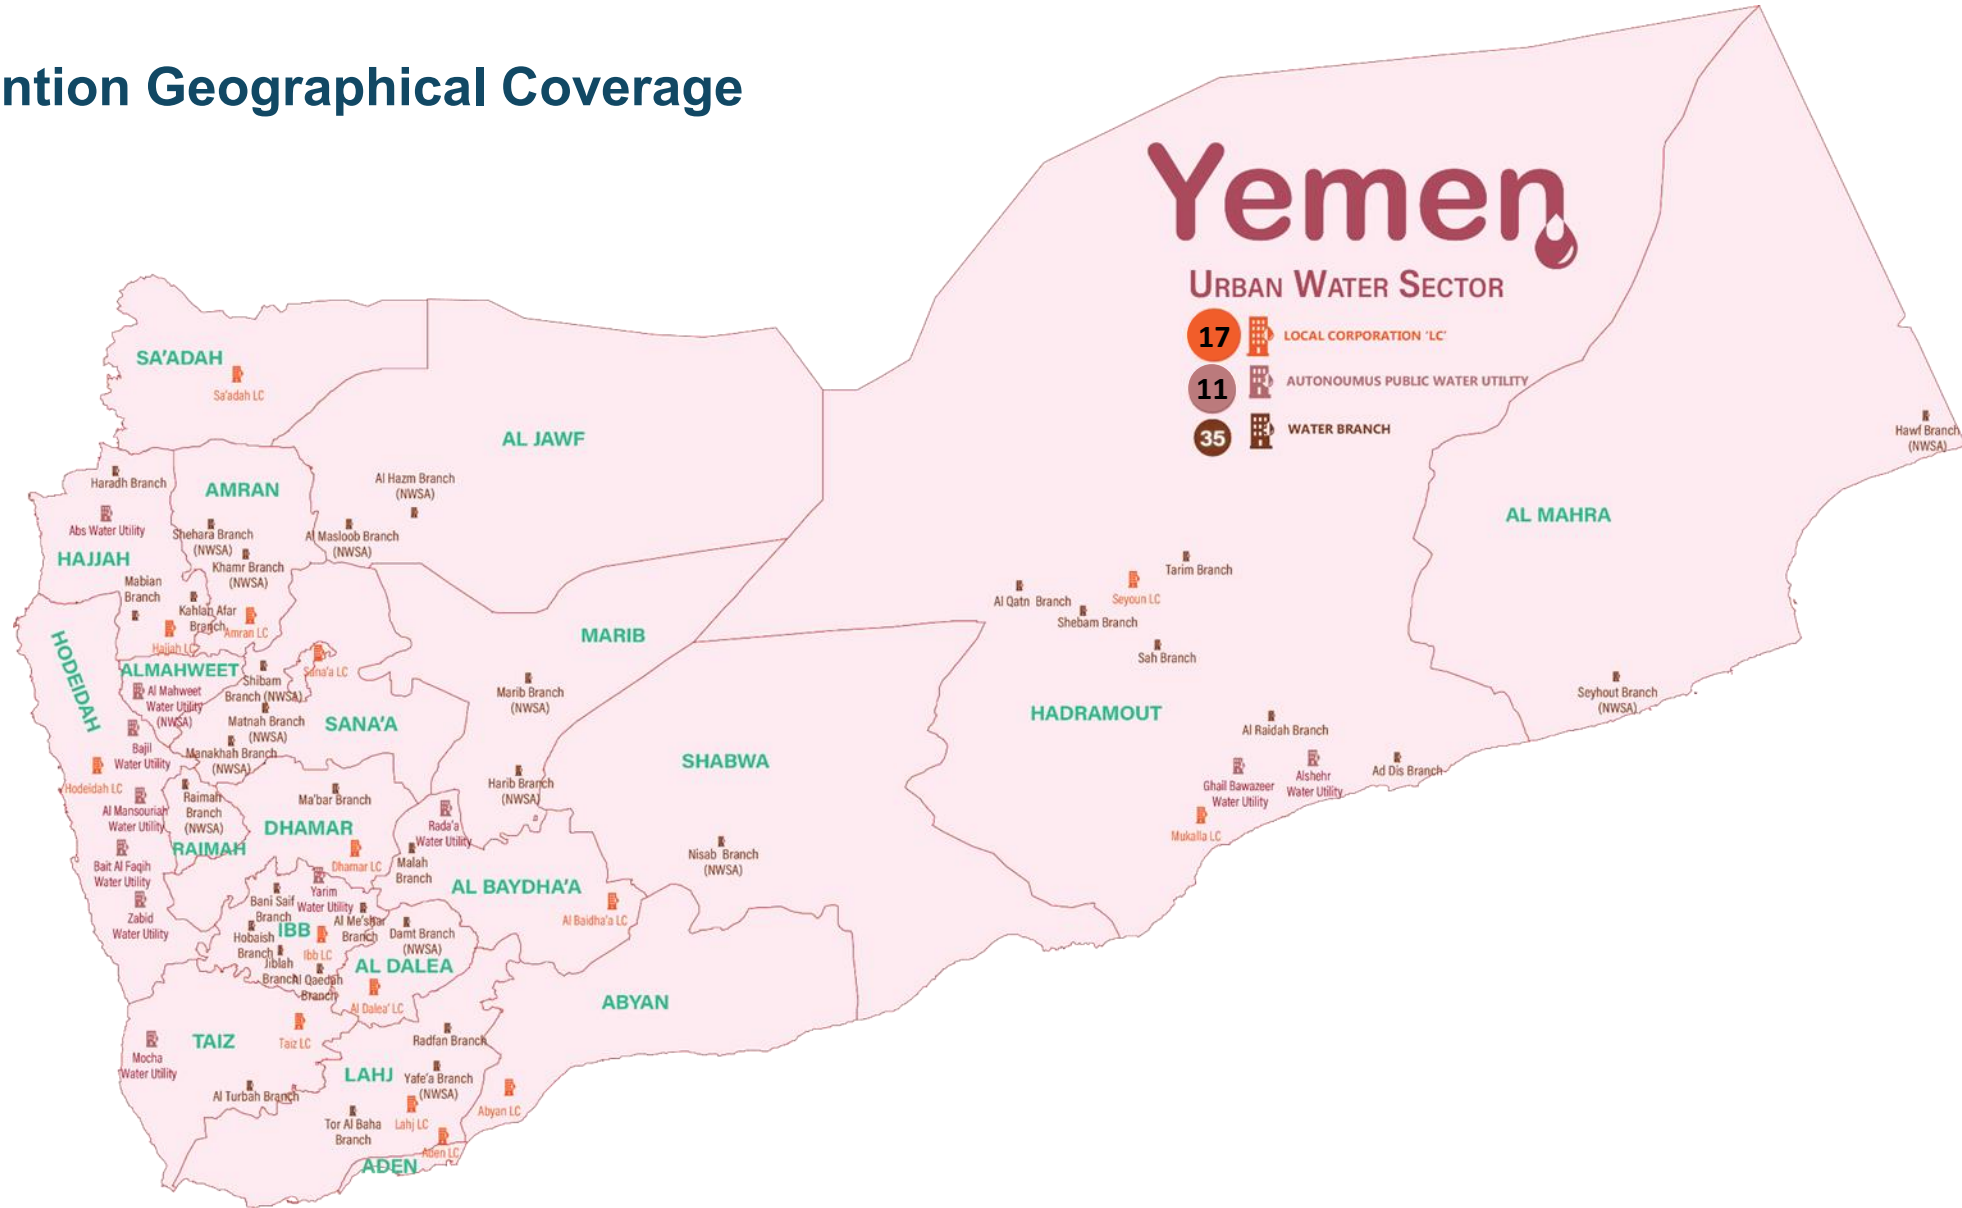 ntion Geographical Coverage
Yemen
URBAN WATER SECTOR
17
LOCAL CORPORATION 'LC'
11
AUTONOUMUS PUBLIC WATER UTILITY
35
WATER BRANCH
SA'ADAH
Sa'adah LC
AL JAWF
Al Hazm Branch
(NWSA)
Al Masloob Branch
(NWSA)
Haradh Branch
Abs Water Utility
HAJJAH
Mabian
Branch
Kahlan Afar
Branch
Hajjah LC
AMRAN
Shehara Branch
(NWSA)
Khamr Branch
(NWSA)
Amran LC
HODEIDAH
ALMAHWEET
Al Mahweet
Water Utility
(NWSA)
Shibam
Branch (NWSA)
Sana'a LC
Matnah Branch
(NWSA)
SANA'A
Manakhah Branch
(NWSA)
Bajil
Water Utility
Hodeidah LC
Al Mansouriah
Water Utility
Bait Al Faqih
Water Utility
Zabid
Water Utility
Raimah
Branch
(NWSA)
RAIMAH
Ma'bar Branch
DHAMAR
Dhamar LC
MARIB
Marib Branch
(NWSA)
Harib Branch
(NWSA)
Rada'a
Water Utility
Malah
Branch
AL BAYDHA'A
Al Baidha'a LC
Yarim
Water Utility
Bani Saif
Branch
Hobaish
Branch
IBB
Ibb LC
Al Me'shar
Branch
Jiblah
Branch
Al Qaedah
Branch
Damt Branch
(NWSA)
AL DALEA
Al Dalea' LC
TAIZ
Taiz LC
Mocha
Water Utility
Al Turbah Branch
LAHJ
Radfan Branch
Yafe'a Branch
(NWSA)
Lahj LC
Tor Al Baha
Branch
ADEN
Aden LC
ABYAN
Abyan LC
SHABWA
Nisab Branch
(NWSA)
HADRAMOUT
Al Qatn Branch
Shebam Branch
Seyoun LC
Tarim Branch
Sah Branch
Al Raidah Branch
Ghail Bawazeer
Water Utility
Alshehr
Water Utility
Ad Dis Branch
Mukalla LC
AL MAHRA
Hawf Branch
(NWSA)
Seyhout Branch
(NWSA)